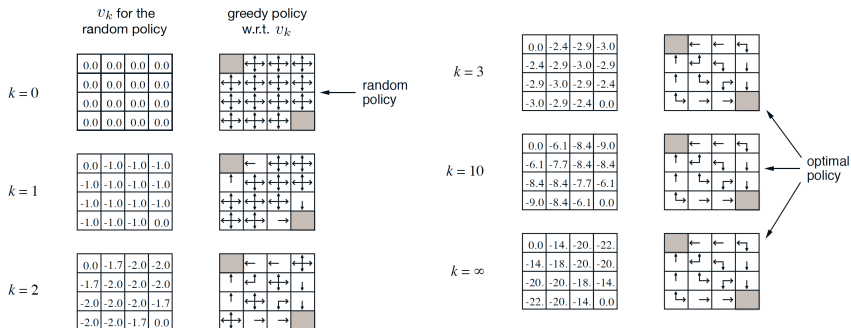 vk for the
random policy
greedy policy
w.r.t. vk
k = 0
0.0 0.0 0.0 0.0
0.0 0.0 0.0 0.0
0.0 0.0 0.0 0.0
0.0 0.0 0.0 0.0
random
policy
k = 1
0.0 -1.0 -1.0 -1.0
-1.0 -1.0 -1.0 -1.0
-1.0 -1.0 -1.0 -1.0
-1.0 -1.0 -1.0 0.0
k = 2
0.0 -1.7 -2.0 -2.0
-1.7 -2.0 -2.0 -2.0
-2.0 -2.0 -2.0 -1.7
-2.0 -2.0 -1.7 0.0
k = 3
0.0 -2.4 -2.9 -3.0
-2.4 -2.9 -3.0 -2.9
-2.9 -3.0 -2.9 -2.4
-3.0 -2.9 -2.4 0.0
k = 10
0.0 -6.1 -8.4 -9.0
-6.1 -7.7 -8.4 -8.4
-8.4 -8.4 -7.7 -6.1
-9.0 -8.4 -6.1 0.0
optimal
policy
k = ∞
0.0 -14. -20. -22.
-14. -18. -20. -20.
-20. -20. -18. -14.
-22. -20. -14. 0.0